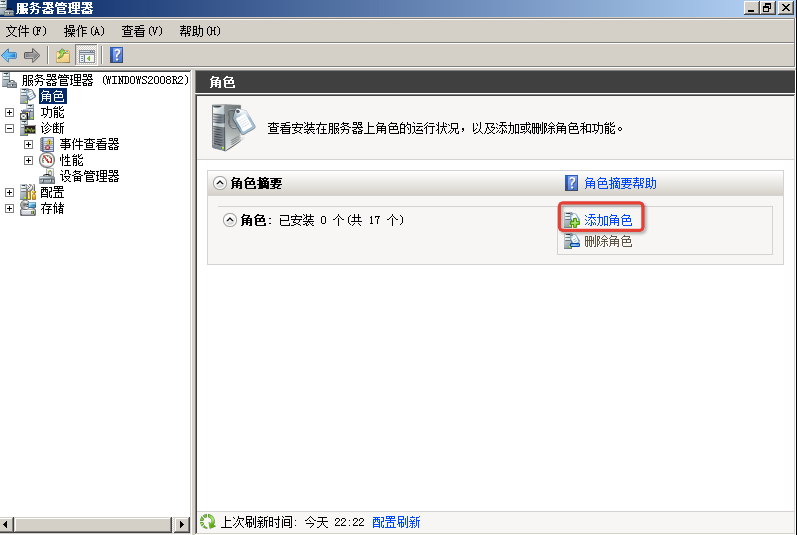 服务器管理器
文件(F) 操作(A) 查看(V) 帮助(H)
服务器管理器 (WINDOWS2008R2)
角色
功能
诊断
事件查看器
性能
设备管理器
配置
存储
角色
查看安装在服务器上角色的运行状况，以及添加或删除角色和功能。
角色摘要
角色摘要帮助
角色: 已安装 0 个(共 17 个)
添加角色
删除角色
上次刷新时间: 今天 22:22 配置刷新